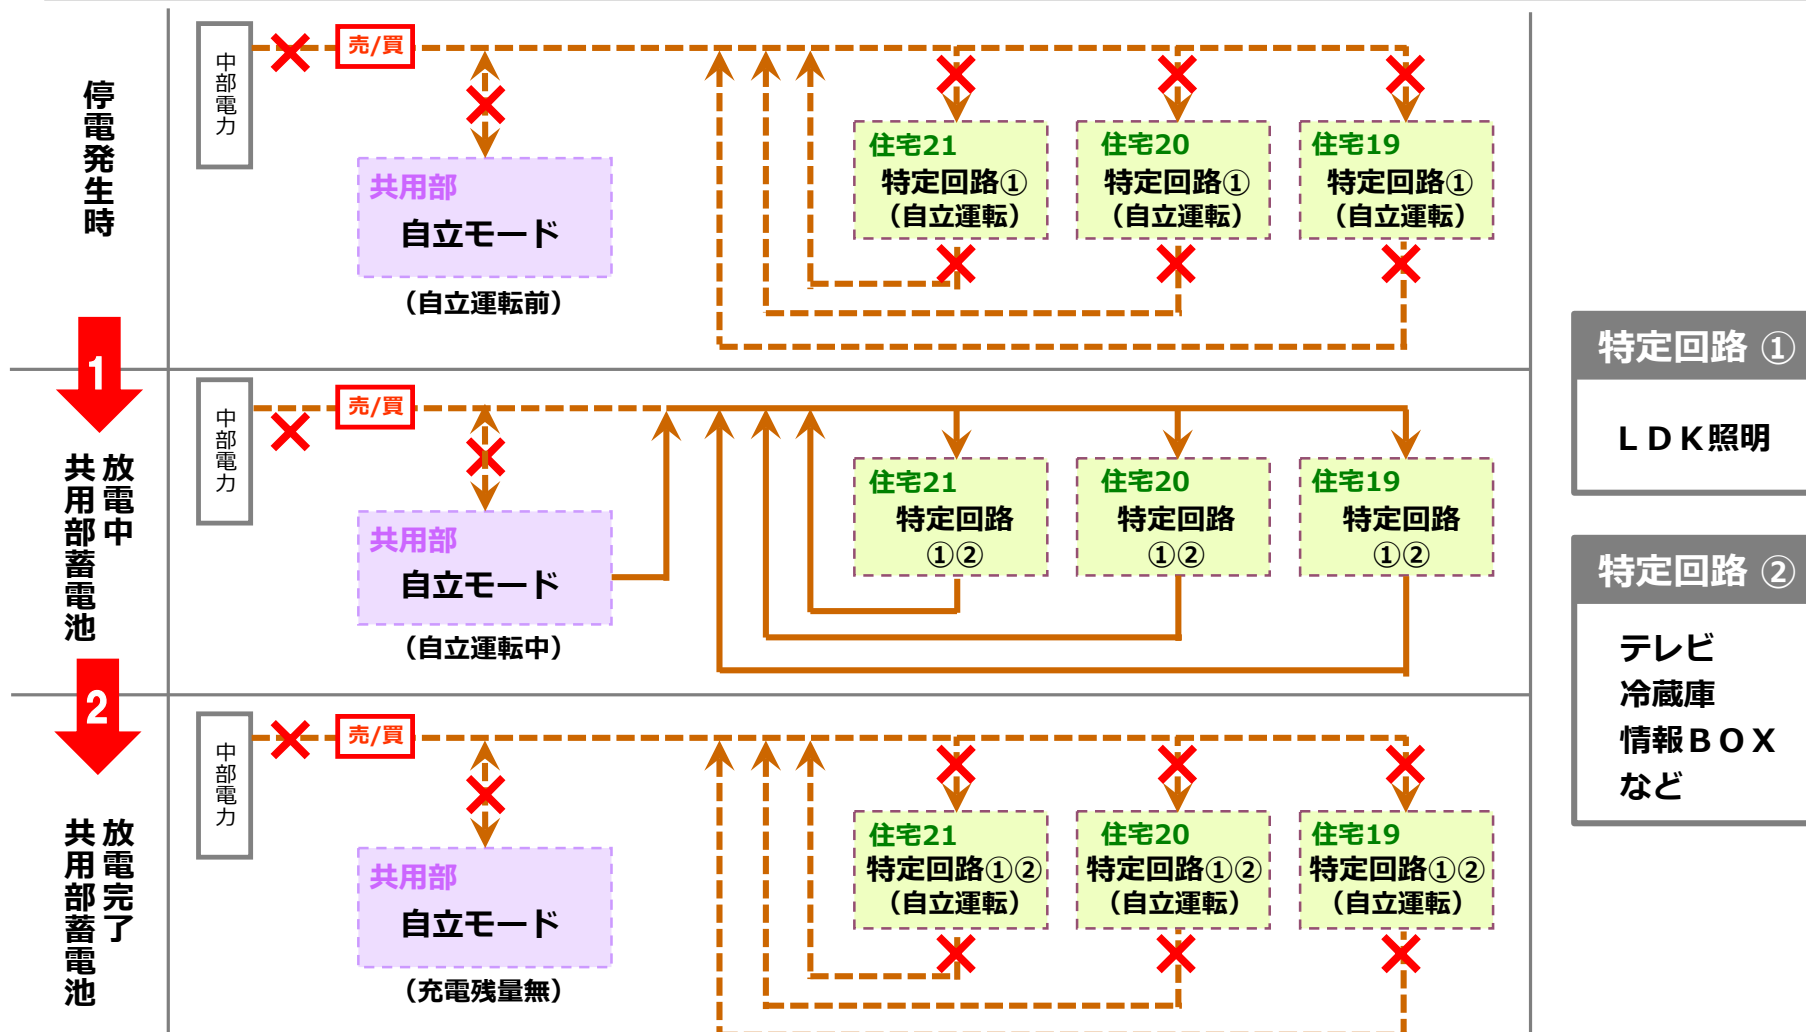 停電発生時
中部電力
売/買
共用部
自立モード
（自立運転前）
住宅21
特定回路①
（自立運転）
住宅20
特定回路①
（自立運転）
住宅19
特定回路①
（自立運転）
1
共用部蓄電池
放電中
中部電力
売/買
共用部
自立モード
（自立運転中）
住宅21
特定回路
①②
住宅20
特定回路
①②
住宅19
特定回路
①②
2
共用部蓄電池
放電完了
中部電力
売/買
共用部
自立モード
（充電残量無）
住宅21
特定回路①②
（自立運転）
住宅20
特定回路①②
（自立運転）
住宅19
特定回路①②
（自立運転）
特定回路 ①
ＬＤＫ照明
特定回路 ②
テレビ
冷蔵庫
情報ＢＯＸ
など